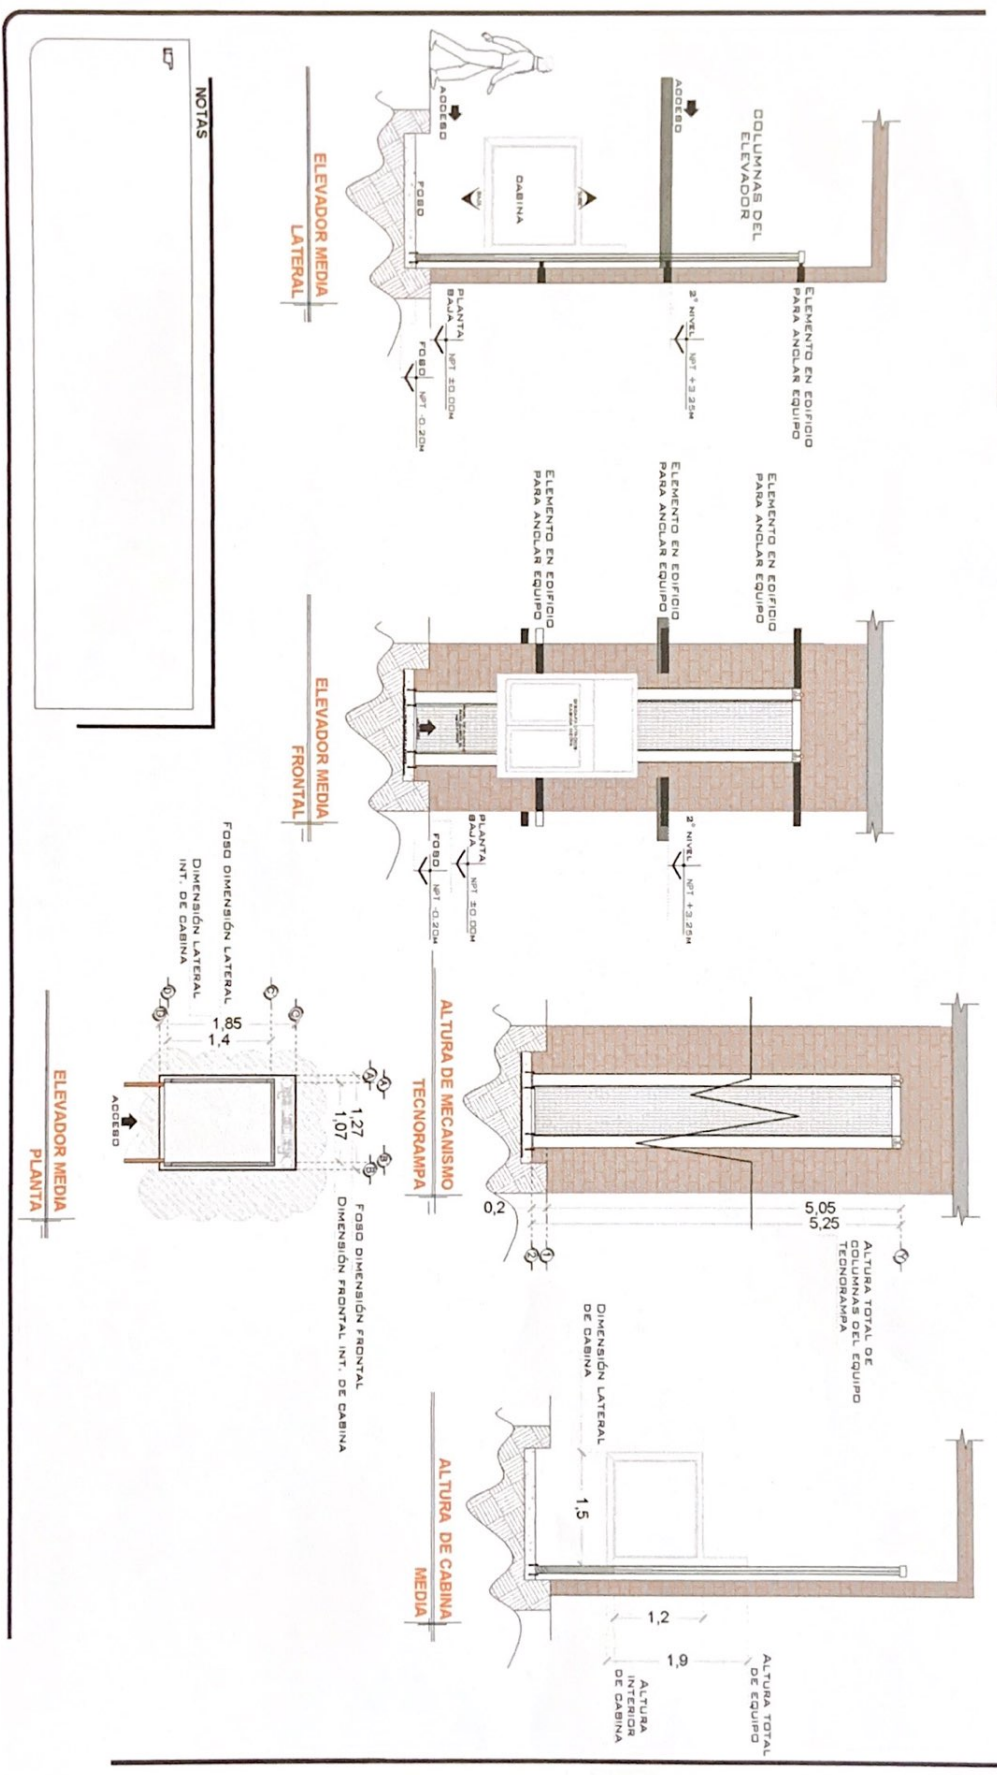 COLUMNAS DEL
ELEVADOR
ACCESO
CABINA
SUBE
BAJA
ACCESO
FOSO
ELEMENTO EN EDIFICIO
PARA ANCLAR EQUIPO
2° NIVEL
NPT +3.25M
PLANTA
BAJA
NPT ±0.00M
FOSO
NPT -0.20M
ELEVADOR MEDIA
LATERAL
ELEMENTO EN EDIFICIO
PARA ANCLAR EQUIPO
ELEMENTO EN EDIFICIO
PARA ANCLAR EQUIPO
ELEMENTO EN EDIFICIO
PARA ANCLAR EQUIPO
2° NIVEL
NPT +3.25M
PLANTA
BAJA
NPT ±0.00M
FOSO
NPT -0.20M
ELEVADOR MEDIA
FRONTAL
5,05
5,25
0,2
Y
1
2
ALTURA TOTAL DE
COLUMNAS DEL EQUIPO
TECNORAMPA
ALTURA DE MECANISMO
TECNORAMPA
DIMENSIÓN LATERAL
DE CABINA
1,5
1,2
1,9
ALTURA TOTAL
DE EQUIPO
ALTURA
INTERIOR
DE CABINA
ALTURA DE CABINA
MEDIA
NOTAS
FOSO DIMENSIÓN LATERAL
DIMENSIÓN LATERAL
INT. DE CABINA
1,85
1,4
1,27
1,07
FOSO DIMENSIÓN FRONTAL
DIMENSIÓN FRONTAL INT. DE CABINA
ACCESO
ELEVADOR MEDIA
PLANTA